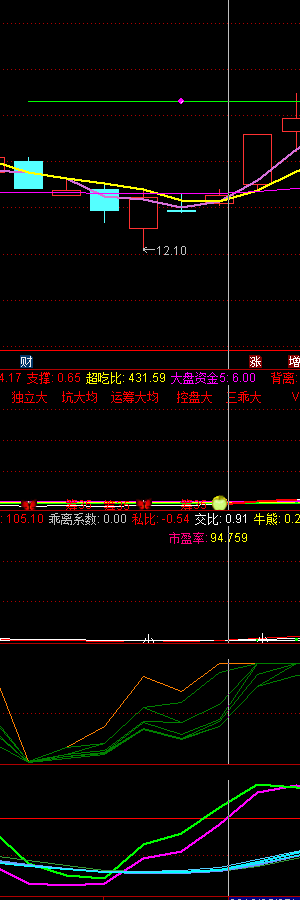 ←12.10
财 涨 增
4.17 支撑: 0.65 超吃比: 431.59 大盘资金5: 6.00 背离
独立大 坑大均 运筹大均 控盘大 三乖大 V
: 105.10 乖离系数: 0.00 私比: -0.54 交比: 0.91 牛熊: 0.2
市盈率: 94.759